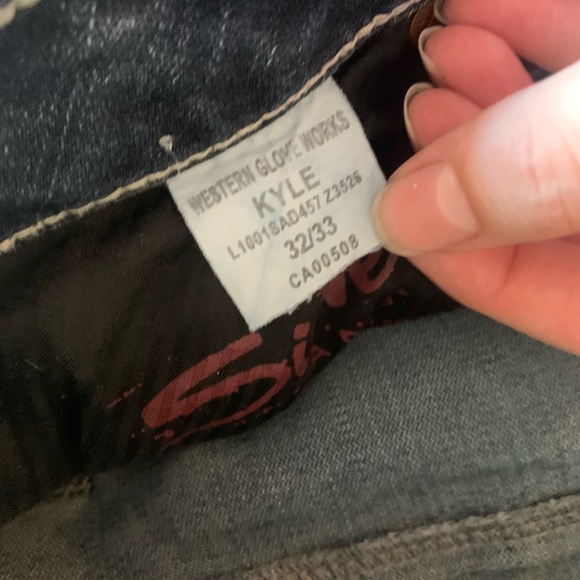 WESTERN GLOVE WORKS
KYLE
L1001SAD457 Z3526
32/33
CA00508